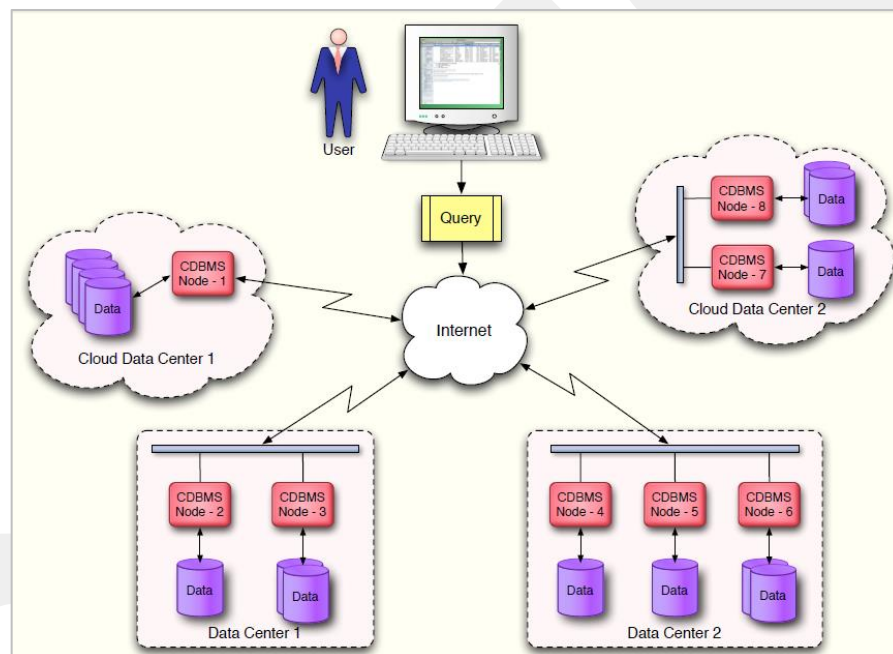 User
Query
Internet
CDBMS
Node - 1
Data
Cloud Data Center 1
CDBMS
Node - 8
Data
CDBMS
Node - 7
Data
Cloud Data Center 2
CDBMS
Node - 2
CDBMS
Node - 3
Data
Data
Data Center 1
CDBMS
Node - 4
CDBMS
Node - 5
CDBMS
Node - 6
Data
Data
Data
Data Center 2